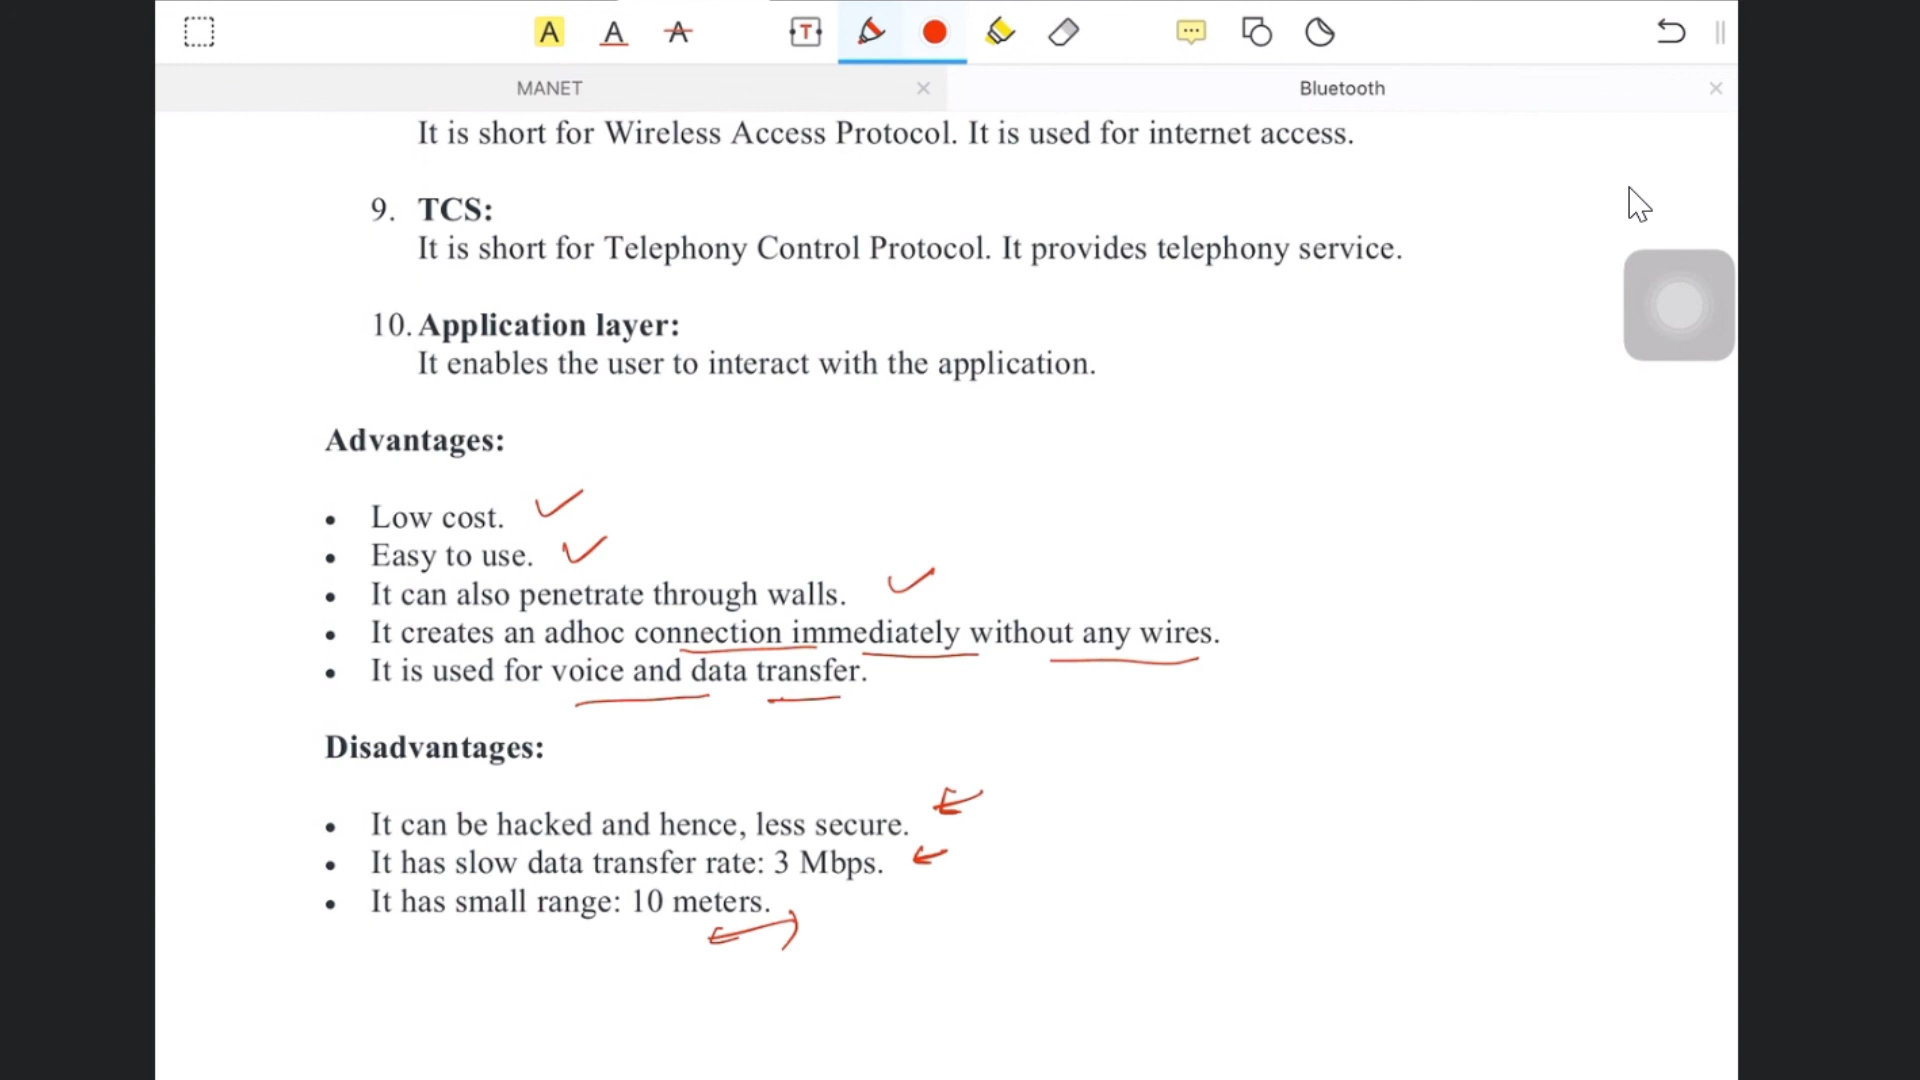 A A A T
MANET Bluetooth
It is short for Wireless Access Protocol. It is used for internet access.
9. TCS:
It is short for Telephony Control Protocol. It provides telephony service.
10. Application layer:
It enables the user to interact with the application.
Advantages:
• Low cost.
• Easy to use.
• It can also penetrate through walls.
• It creates an adhoc connection immediately without any wires.
• It is used for voice and data transfer.
Disadvantages:
• It can be hacked and hence, less secure.
• It has slow data transfer rate: 3 Mbps.
• It has small range: 10 meters.